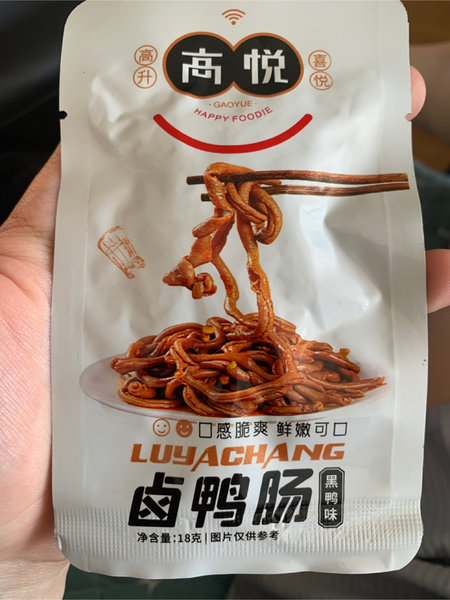 高升
高悦
喜悦
- GAOYUE -
HAPPY FOODIE
口感脆爽 鲜嫩可口
LUYACHANG
卤鸭肠
黑鸭味
净含量:18克 | 图片仅供参考